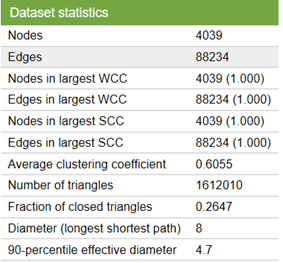 Dataset statistics
Nodes 4039
Edges 88234
Nodes in largest WCC 4039 (1.000)
Edges in largest WCC 88234 (1.000)
Nodes in largest SCC 4039 (1.000)
Edges in largest SCC 88234 (1.000)
Average clustering coefficient 0.6055
Number of triangles 1612010
Fraction of closed triangles 0.2647
Diameter (longest shortest path) 8
90-percentile effective diameter 4.7